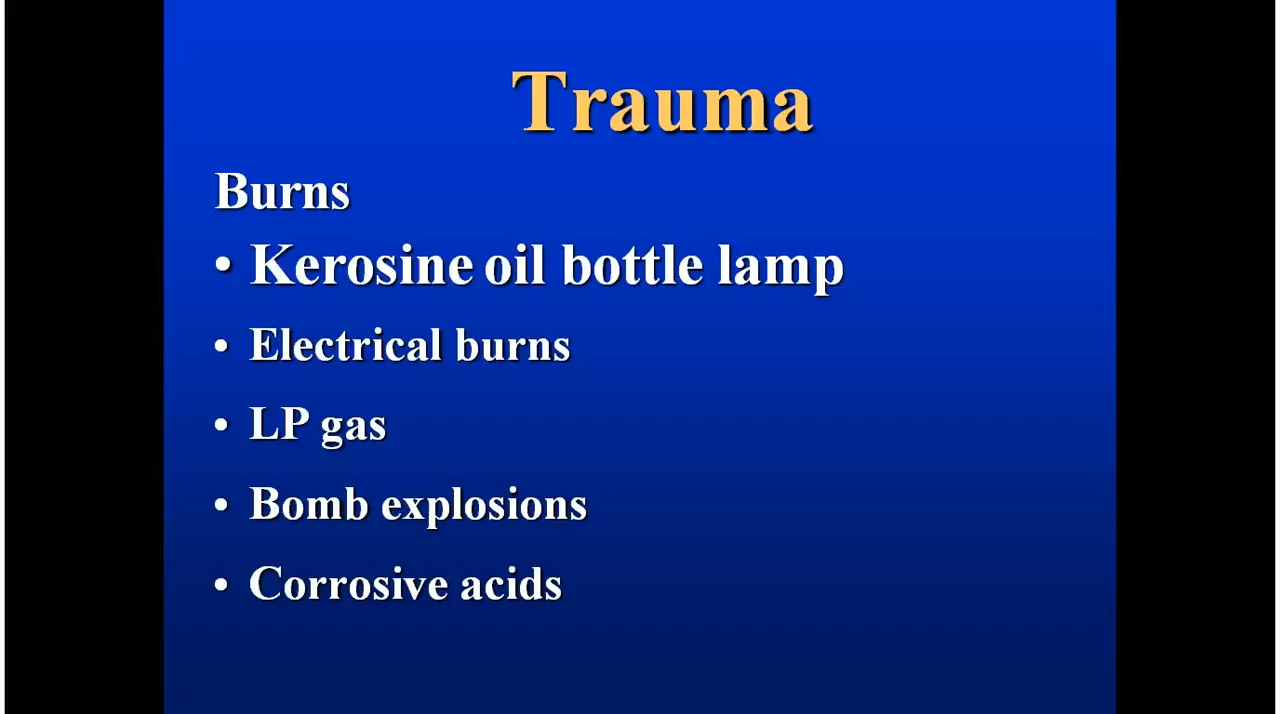 Trauma
Burns
• Kerosine oil bottle lamp
• Electrical burns
• LP gas
• Bomb explosions
• Corrosive acids